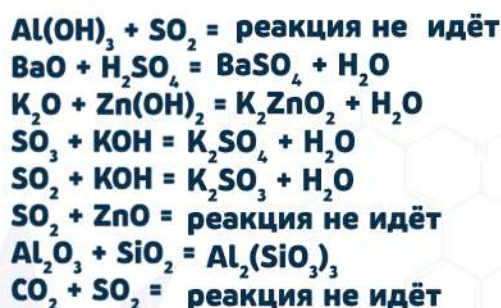 Al(OH)₃ + SO₂ = реакция не идёт
BaO + H₂SO₄ = BaSO₄ + H₂O
K₂O + Zn(OH)₂ = K₂ZnO₂ + H₂O
SO₃ + KOH = K₂SO₄ + H₂O
SO₂ + KOH = K₂SO₃ + H₂O
SO₂ + ZnO = реакция не идёт
Al₂O₃ + SiO₂ = Al₂(SiO₃)₃
CO₂ + SO₂ = реакция не идёт